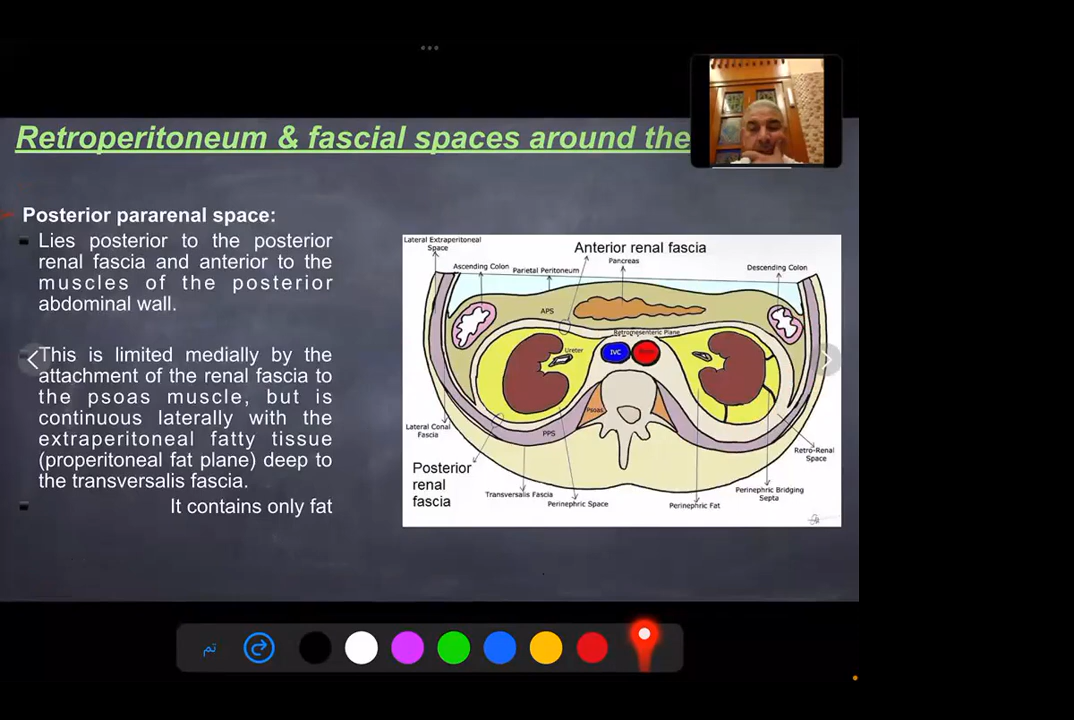 Retroperitoneum & fascial spaces around the
Posterior pararenal space:
Lies posterior to the posterior
renal fascia and anterior to the
muscles of the posterior
abdominal wall.
This is limited medially by the
attachment of the renal fascia to
the psoas muscle, but is
continuous laterally with the
extraperitoneal fatty tissue
(properitoneal fat plane) deep to
the transversalis fascia.
It contains only fat
Lateral Extraperitoneal
Space
Anterior renal fascia
Pancreas
Ascending Colon
Parietal Peritoneum
Descending Colon
APS
Retromesenteric Plane
Ureter
IVC
Psoas
Lateral Conal
Fascia
PPS
Retro-Renal
Space
Posterior
renal
fascia
Transversalis Fascia
Perinephric Space
Perinephric Fat
Perinephric Bridging
Septa
تم